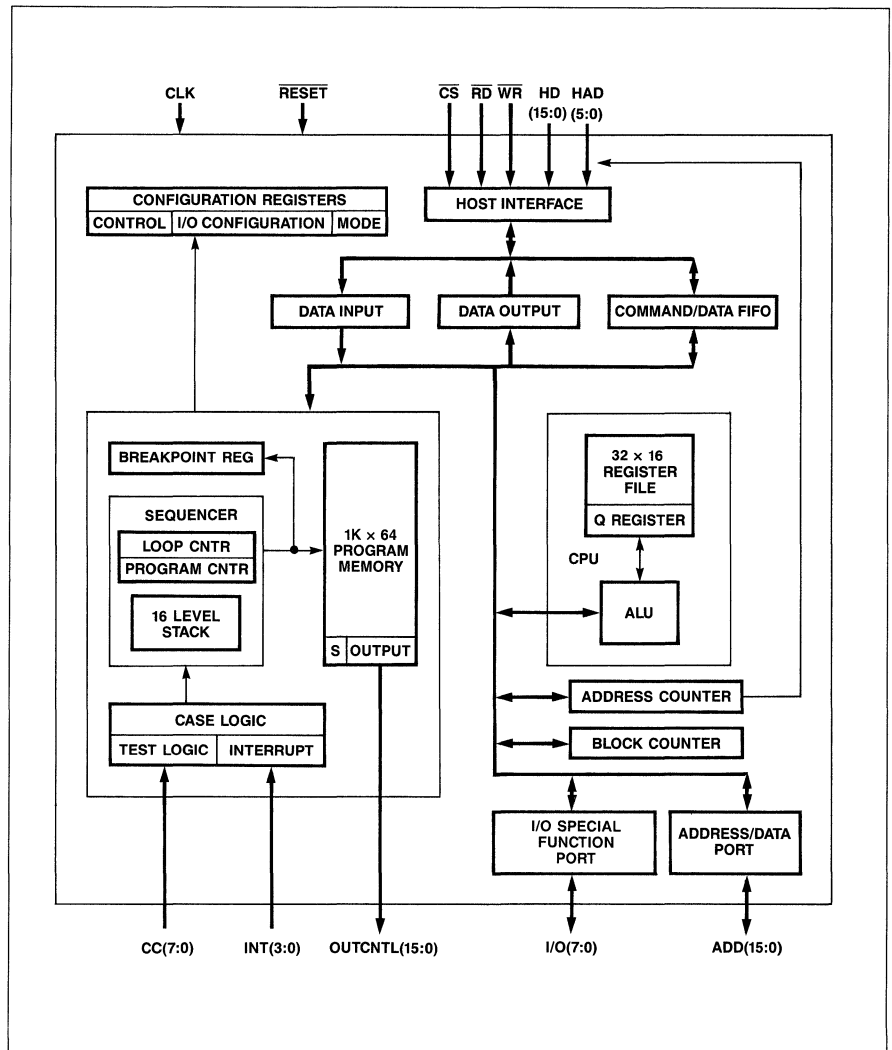 CLK
RESET
CS RD WR HD HAD
(15:0) (5:0)
CONFIGURATION REGISTERS
CONTROL I/O CONFIGURATION MODE
HOST INTERFACE
DATA INPUT
DATA OUTPUT
COMMAND/DATA FIFO
BREAKPOINT REG
SEQUENCER
LOOP CNTR
PROGRAM CNTR
16 LEVEL
STACK
1K × 64
PROGRAM
MEMORY
S OUTPUT
CASE LOGIC
TEST LOGIC INTERRUPT
32 × 16
REGISTER
FILE
Q REGISTER
CPU
ALU
ADDRESS COUNTER
BLOCK COUNTER
I/O SPECIAL
FUNCTION
PORT
ADDRESS/DATA
PORT
CC(7:0)
INT(3:0)
OUTCNTL(15:0)
I/O(7:0)
ADD(15:0)